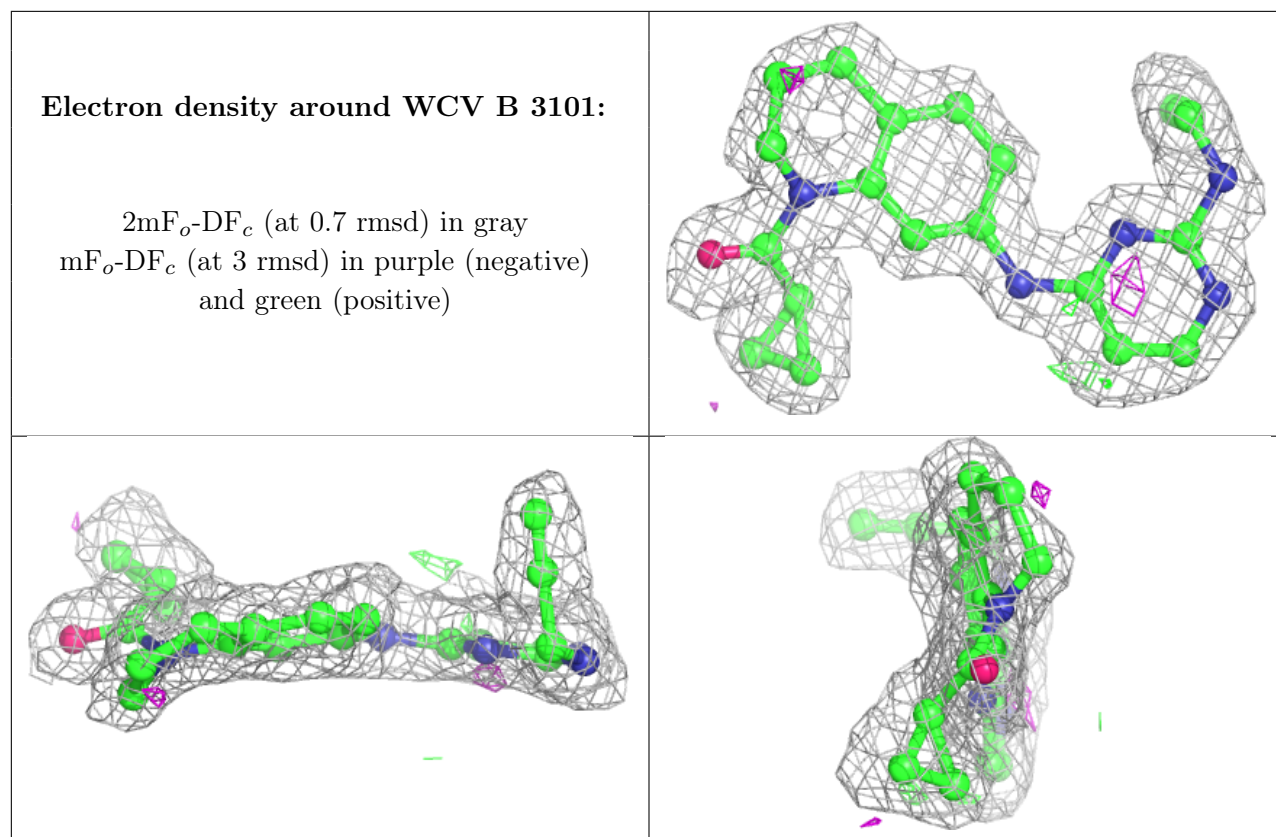 Electron density around WCV B 3101:
2mFo-DFc (at 0.7 rmsd) in gray
mFo-DFc (at 3 rmsd) in purple (negative)
and green (positive)